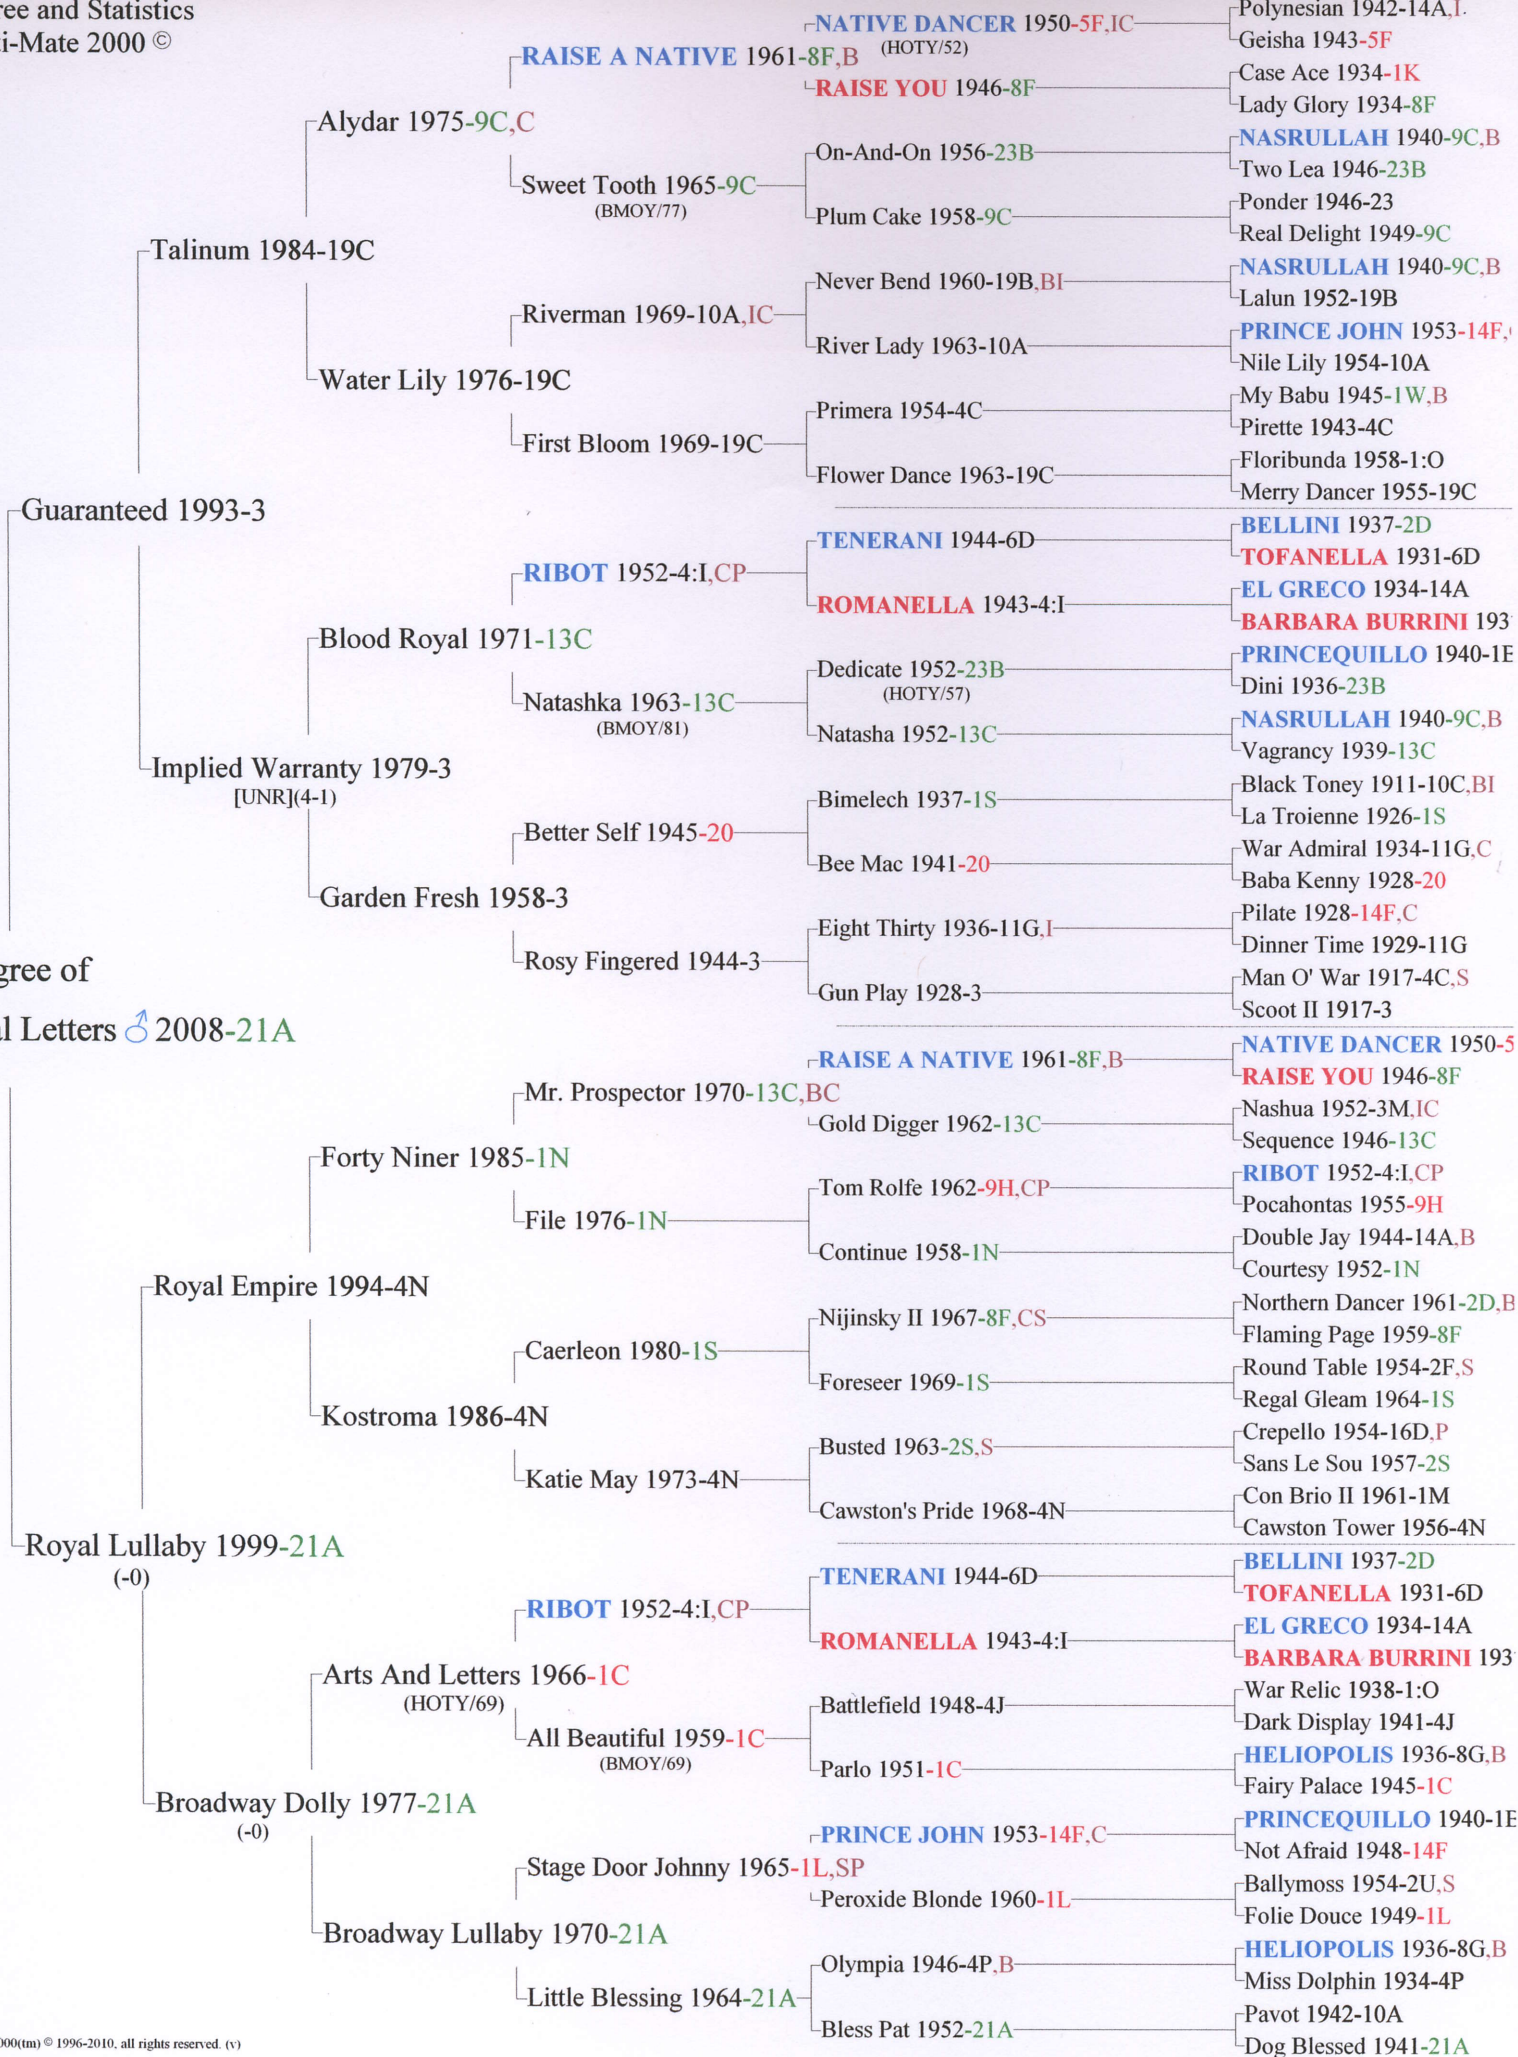 ree and Statistics
i-Mate 2000 ©
Polynesian 1942-14A,I.
NATIVE DANCER 1950-5F,IC
(HOTY/52)
Geisha 1943-5F
RAISE A NATIVE 1961-8F,B
Case Ace 1934-1K
RAISE YOU 1946-8F
Lady Glory 1934-8F
Alydar 1975-9C,C
NASRULLAH 1940-9C,B
On-And-On 1956-23B
Two Lea 1946-23B
Sweet Tooth 1965-9C
(BMOY/77)
Ponder 1946-23
Plum Cake 1958-9C
Real Delight 1949-9C
Talinum 1984-19C
NASRULLAH 1940-9C,B
Never Bend 1960-19B,BI
Lalun 1952-19B
Riverman 1969-10A,IC
PRINCE JOHN 1953-14F,
River Lady 1963-10A
Nile Lily 1954-10A
Water Lily 1976-19C
My Babu 1945-1W,B
Primera 1954-4C
Pirette 1943-4C
First Bloom 1969-19C
Floribunda 1958-1:O
Flower Dance 1963-19C
Merry Dancer 1955-19C
Guaranteed 1993-3
BELLINI 1937-2D
TENERANI 1944-6D
TOFANELLA 1931-6D
RIBOT 1952-4:I,CP
EL GRECO 1934-14A
ROMANELLA 1943-4:I
BARBARA BURRINI 193
Blood Royal 1971-13C
PRINCEQUILLO 1940-1E
Dedicate 1952-23B
(HOTY/57)
Dini 1936-23B
Natashka 1963-13C
(BMOY/81)
NASRULLAH 1940-9C,B
Natasha 1952-13C
Vagrancy 1939-13C
Implied Warranty 1979-3
[UNR](4-1)
Black Toney 1911-10C,BI
Bimelech 1937-1S
La Troienne 1926-1S
Better Self 1945-20
War Admiral 1934-11G,C
Bee Mac 1941-20
Baba Kenny 1928-20
Garden Fresh 1958-3
Pilate 1928-14F,C
Eight Thirty 1936-11G,I
Dinner Time 1929-11G
Rosy Fingered 1944-3
Man O' War 1917-4C,S
Gun Play 1928-3
Scoot II 1917-3
gree of
l Letters ♂ 2008-21A
NATIVE DANCER 1950-5
RAISE A NATIVE 1961-8F,B
RAISE YOU 1946-8F
Mr. Prospector 1970-13C,BC
Nashua 1952-3M,IC
Gold Digger 1962-13C
Sequence 1946-13C
Forty Niner 1985-1N
RIBOT 1952-4:I,CP
Tom Rolfe 1962-9H,CP
Pocahontas 1955-9H
File 1976-1N
Double Jay 1944-14A,B
Continue 1958-1N
Courtesy 1952-1N
Royal Empire 1994-4N
Northern Dancer 1961-2D,B
Nijinsky II 1967-8F,CS
Flaming Page 1959-8F
Caerleon 1980-1S
Round Table 1954-2F,S
Foreseer 1969-1S
Regal Gleam 1964-1S
Kostroma 1986-4N
Crepello 1954-16D,P
Busted 1963-2S,S
Sans Le Sou 1957-2S
Katie May 1973-4N
Con Brio II 1961-1M
Cawston's Pride 1968-4N
Cawston Tower 1956-4N
Royal Lullaby 1999-21A
(-0)
BELLINI 1937-2D
TENERANI 1944-6D
TOFANELLA 1931-6D
RIBOT 1952-4:I,CP
EL GRECO 1934-14A
ROMANELLA 1943-4:I
BARBARA BURRINI 193
Arts And Letters 1966-1C
(HOTY/69)
War Relic 1938-1:O
Battlefield 1948-4J
Dark Display 1941-4J
All Beautiful 1959-1C
(BMOY/69)
HELIOPOLIS 1936-8G,B
Parlo 1951-1C
Fairy Palace 1945-1C
Broadway Dolly 1977-21A
(-0)
PRINCEQUILLO 1940-1E
PRINCE JOHN 1953-14F,C
Not Afraid 1948-14F
Stage Door Johnny 1965-1L,SP
Ballymoss 1954-2U,S
Peroxide Blonde 1960-1L
Folie Douce 1949-1L
Broadway Lullaby 1970-21A
HELIOPOLIS 1936-8G,B
Olympia 1946-4P,B
Miss Dolphin 1934-4P
Little Blessing 1964-21A
Pavot 1942-10A
Bless Pat 1952-21A
Dog Blessed 1941-21A
000(tm) © 1996-2010, all rights reserved. (v)